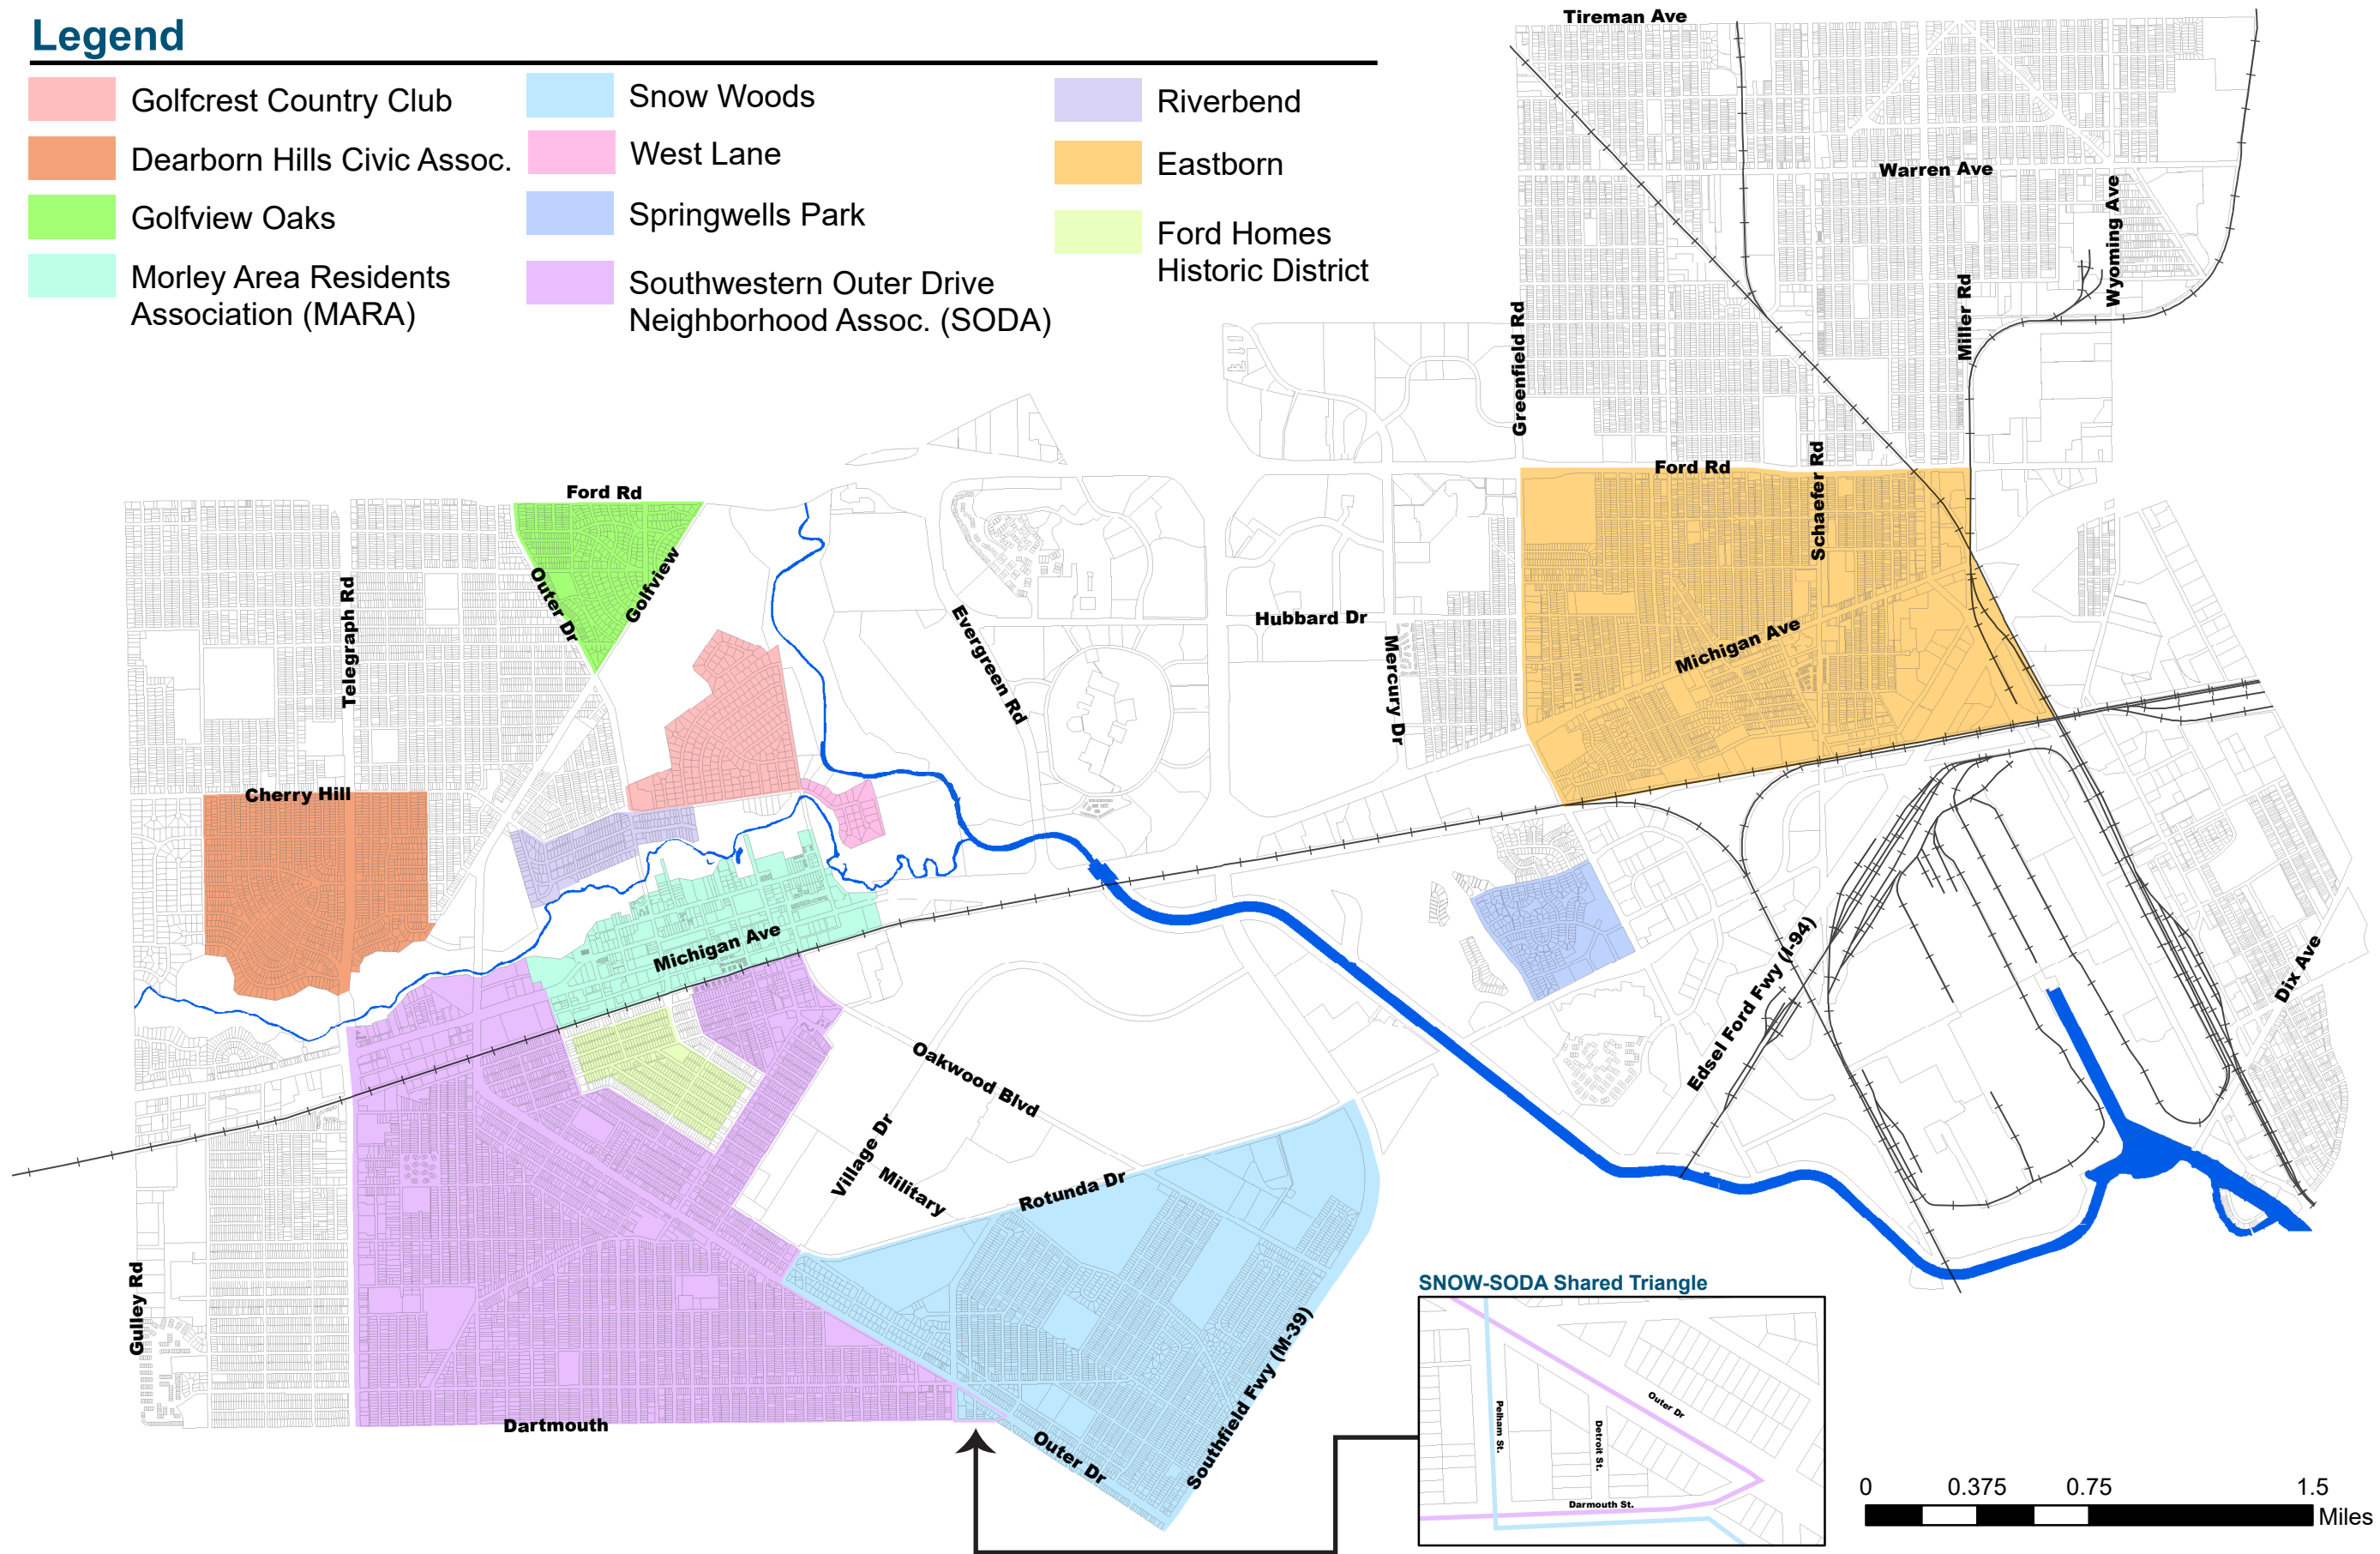 Legend
Golfcrest Country Club
Dearborn Hills Civic Assoc.
Golfview Oaks
Morley Area Residents
Association (MARA)
Snow Woods
West Lane
Springwells Park
Southwestern Outer Drive
Neighborhood Assoc. (SODA)
Riverbend
Eastborn
Ford Homes
Historic District
Tireman Ave
Warren Ave
Wyoming Ave
Miller Rd
Greenfield Rd
Schaefer Rd
Ford Rd
Ford Rd
Outer Dr
Golfview
Telegraph Rd
Evergreen Rd
Hubbard Dr
Mercury Dr
Michigan Ave
Cherry Hill
Michigan Ave
Edsel Ford Fwy (I-94)
Dix Ave
Oakwood Blvd
Village Dr
Military
Rotunda Dr
Gulley Rd
Southfield Fwy (M-39)
Dartmouth
Outer Dr
SNOW-SODA Shared Triangle
Pelham St.
Detroit St.
Outer Dr
Darmouth St.
0 0.375 0.75 1.5
Miles